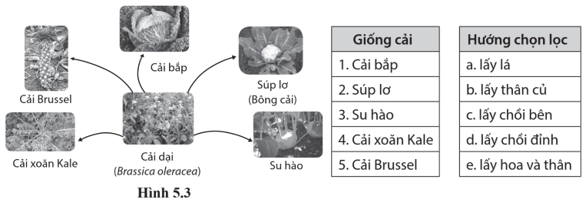 Cải Brussel
Cải bắp
Súp lơ
(Bông cải)
Cải xoăn Kale
Cải dại
(Brassica oleracea)
Su hào
Hình 5.3
Giống cải
1. Cải bắp
2. Súp lơ
3. Su hào
4. Cải xoăn Kale
5. Cải Brussel
Hướng chọn lọc
a. lấy lá
b. lấy thân củ
c. lấy chồi bên
d. lấy chồi đỉnh
e. lấy hoa và thân